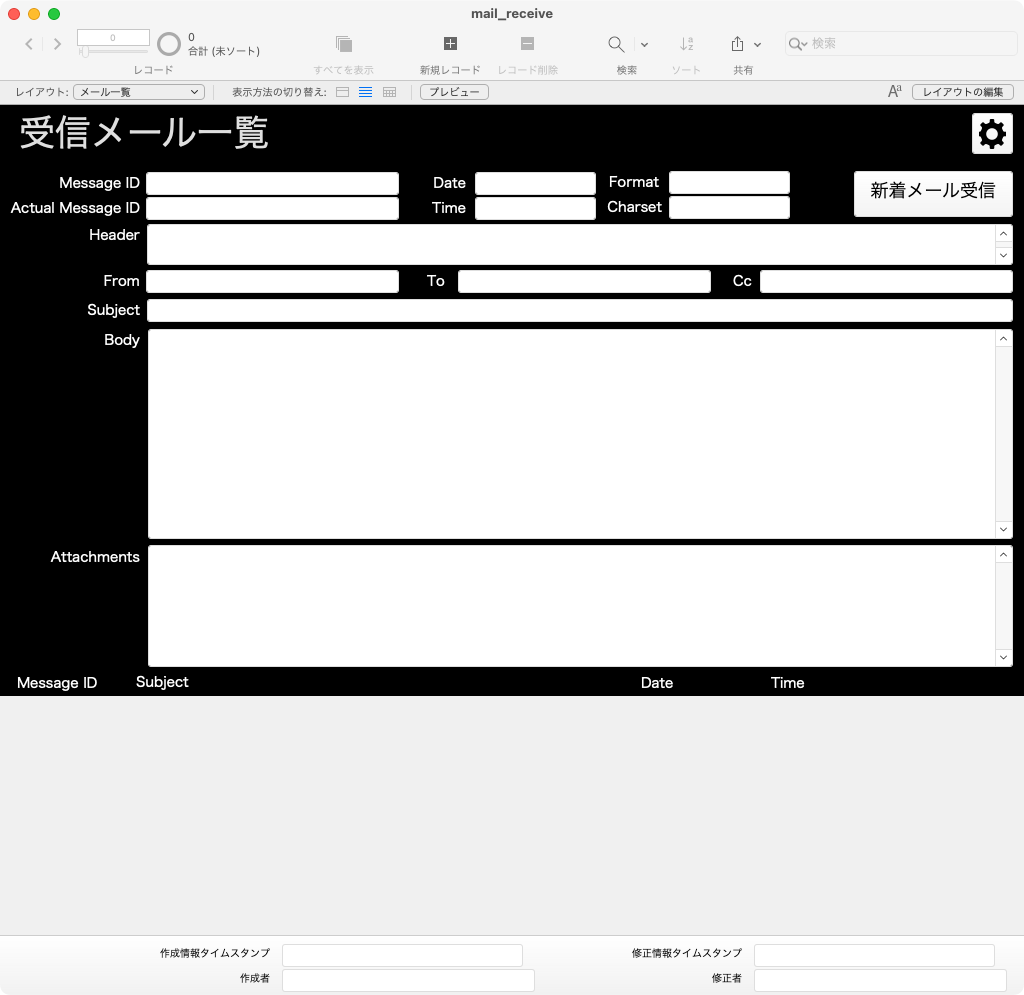 mail_receive
0
0
合計 (未ソート)
検索
レコード
すべてを表示
新規レコード
レコード削除
検索
ソート
共有
レイアウト:
メール一覧
表示方法の切り替え:
プレビュー
Aa
レイアウトの編集
受信メール一覧
Message ID
Date
Format
新着メール受信
Actual Message ID
Time
Charset
Header
From
To
Cc
Subject
Body
Attachments
Message ID
Subject
Date
Time
作成情報タイムスタンプ
修正情報タイムスタンプ
作成者
修正者